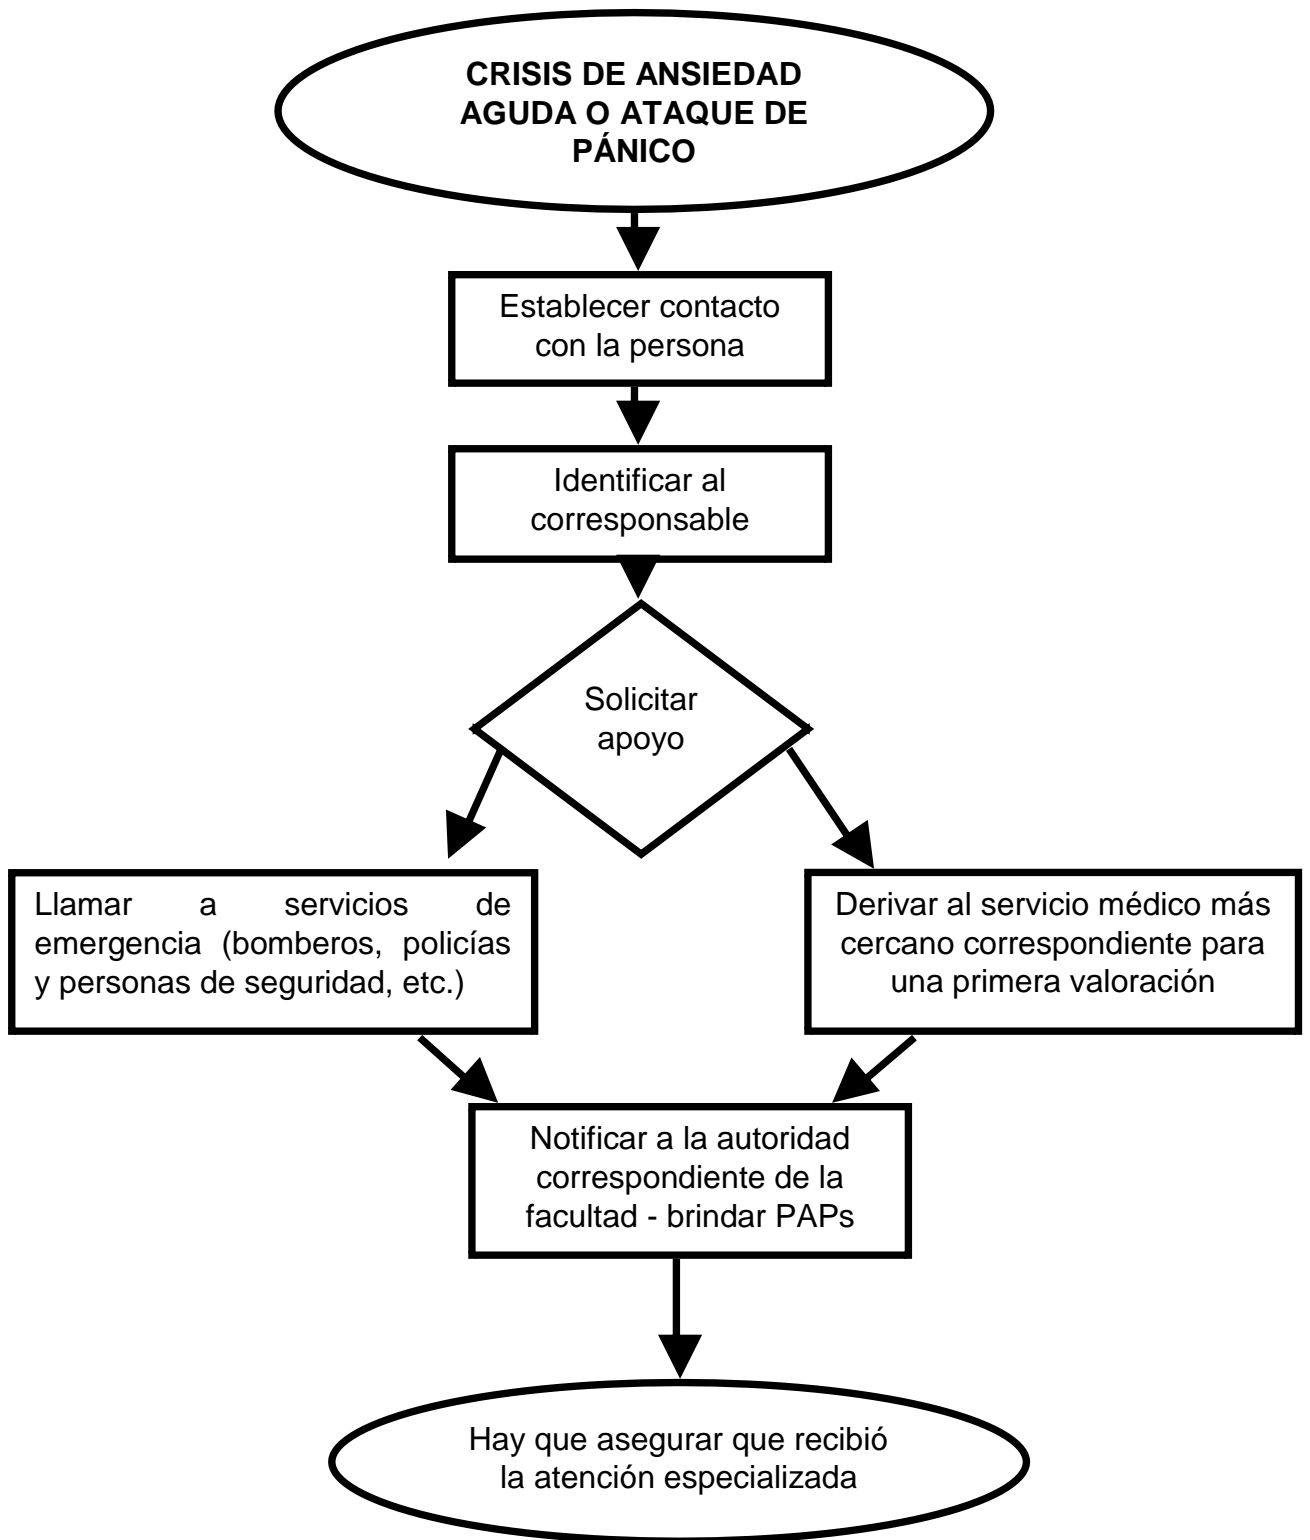 CRISIS DE ANSIEDAD
AGUDA O ATAQUE DE
PÁNICO
Establecer contacto
con la persona
Identificar al
corresponsable
Solicitar
apoyo
Llamar a servicios de
emergencia (bomberos, policías
y personas de seguridad, etc.)
Derivar al servicio médico más
cercano correspondiente para
una primera valoración
Notificar a la autoridad
correspondiente de la
facultad - brindar PAPs
Hay que asegurar que recibió
la atención especializada